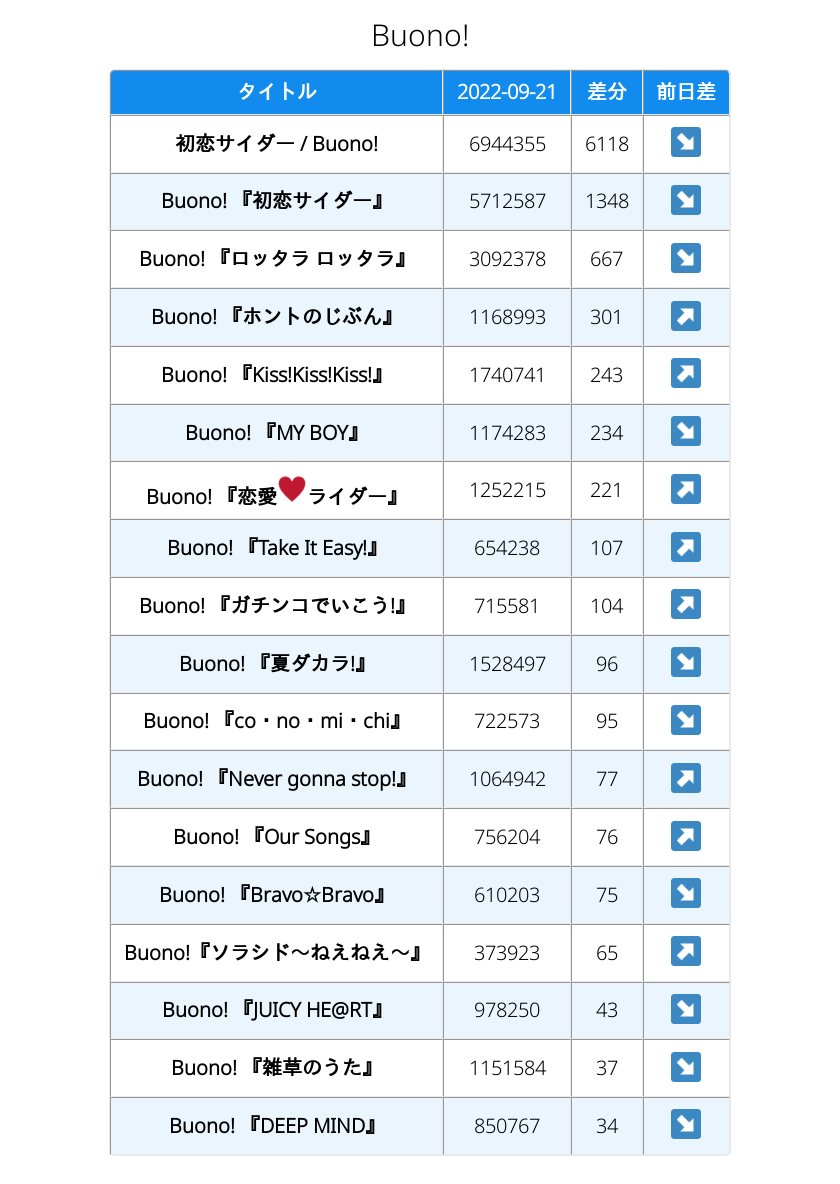 Buono!
タイトル 2022-09-21 差分 前日差
初恋サイダー / Buono! 6944355 6118 ↘
Buono! 『初恋サイダー』 5712587 1348 ↘
Buono! 『ロッタラ ロッタラ』 3092378 667 ↘
Buono! 『ホントのじぶん』 1168993 301 ↗
Buono! 『Kiss!Kiss!Kiss!』 1740741 243 ↗
Buono! 『MY BOY』 1174283 234 ↘
Buono! 『恋愛♥ライダー』 1252215 221 ↗
Buono! 『Take It Easy!』 654238 107 ↗
Buono! 『ガチンコでいこう!』 715581 104 ↗
Buono! 『夏ダカラ!』 1528497 96 ↘
Buono! 『co・no・mi・chi』 722573 95 ↘
Buono! 『Never gonna stop!』 1064942 77 ↗
Buono! 『Our Songs』 756204 76 ↗
Buono! 『Bravo☆Bravo』 610203 75 ↘
Buono!『ソラシド〜ねえねえ〜』 373923 65 ↗
Buono! 『JUICY HE@RT』 978250 43 ↘
Buono! 『雑草のうた』 1151584 37 ↘
Buono! 『DEEP MIND』 850767 34 ↘